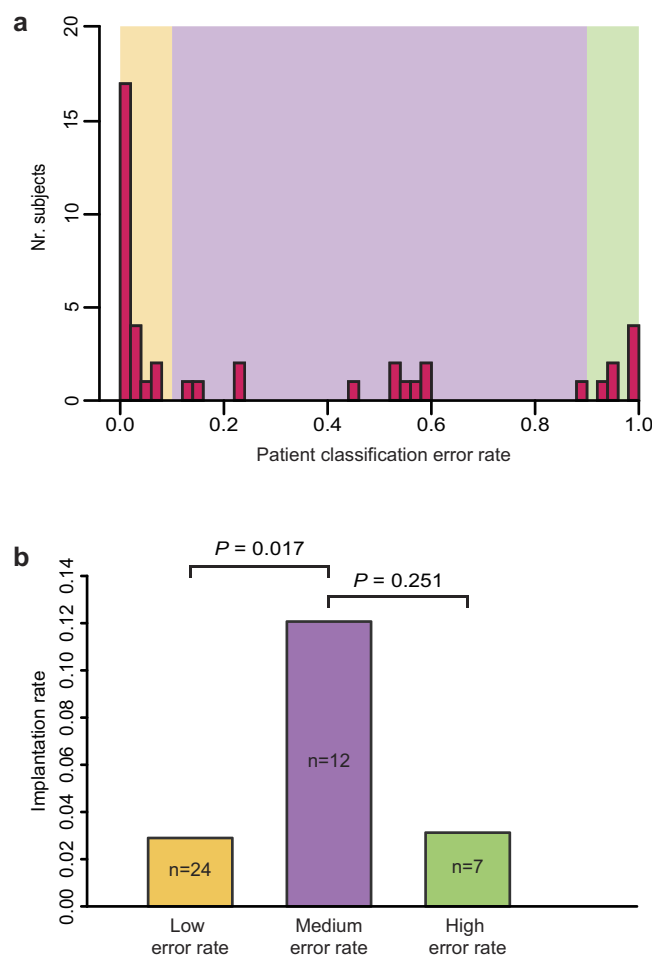 a
20
15
10
5
0
Nr. subjects
0.0 0.2 0.4 0.6 0.8 1.0
Patient classification error rate
b
P = 0.017
P = 0.251
0.14
0.12
0.10
0.08
0.06
0.04
0.02
0.00
Implantation rate
n=12
n=24
n=7
Low Medium High
error rate error rate error rate